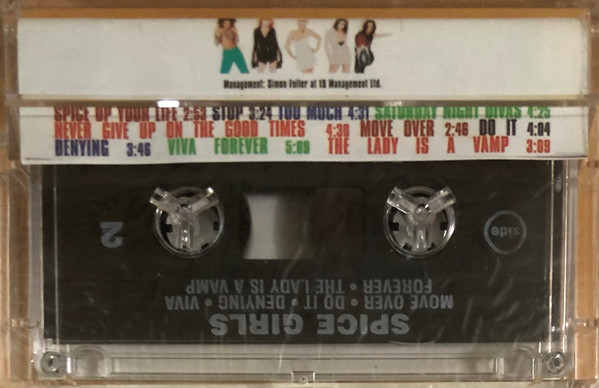 Management: Simon Fuller at 19 Management Ltd.
SPICE UP YOUR LIFE 2:53 STOP 3:24 TOO MUCH 4:31 SATURDAY NIGHT DIVAS 4:25
NEVER GIVE UP ON THE GOOD TIMES 4:30 MOVE OVER 2:46 DO IT 4:04
DENYING 3:46 VIVA FOREVER 5:09 THE LADY IS A VAMP 3:09
side 2
SPICE GIRLS
MOVE OVER • DO IT • DENYING • VIVA
FOREVER • THE LADY IS A VAMP